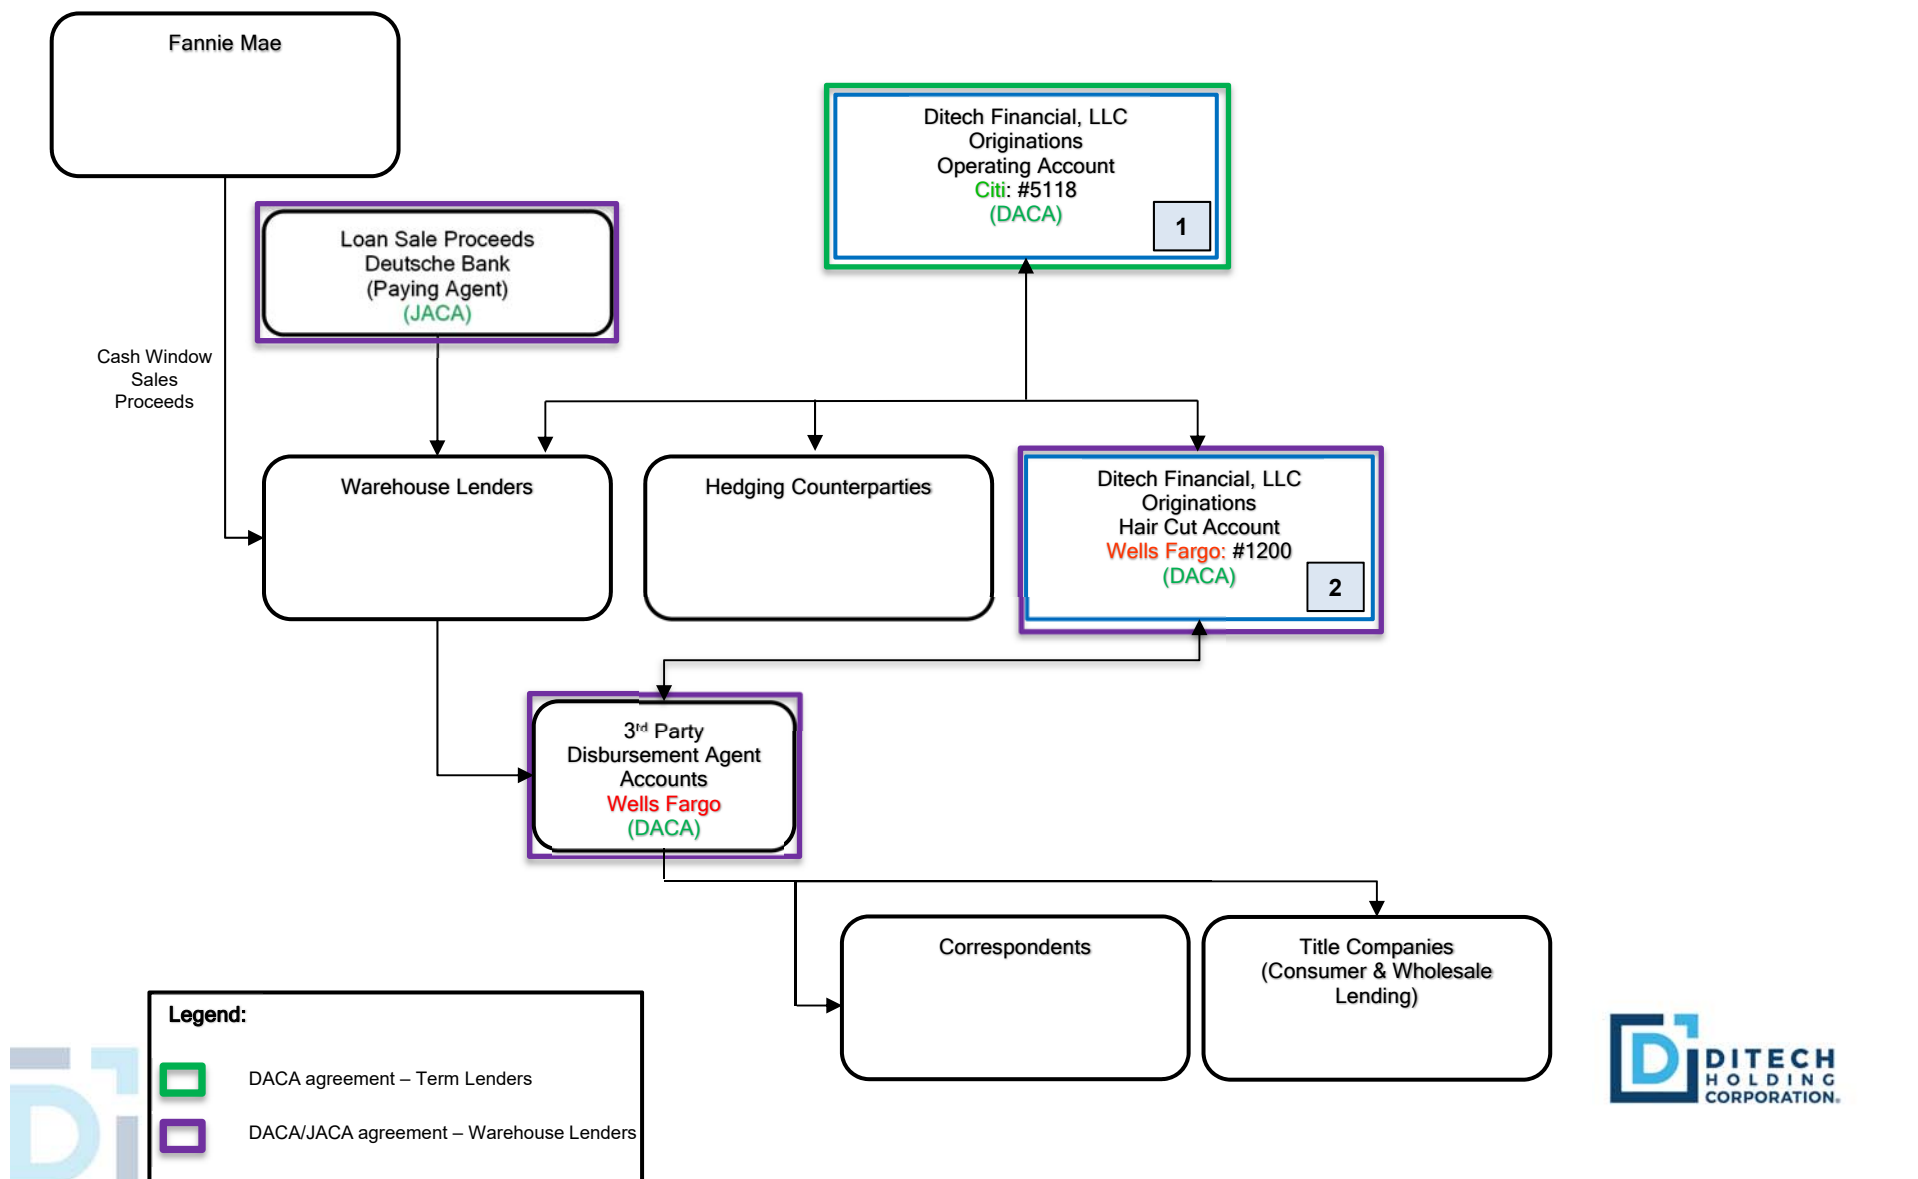 Fannie Mae
Ditech Financial, LLC
Originations
Operating Account
Citi: #5118
(DACA)
1
Loan Sale Proceeds
Deutsche Bank
(Paying Agent)
(JACA)
Cash Window
Sales
Proceeds
Warehouse Lenders
Hedging Counterparties
Ditech Financial, LLC
Originations
Hair Cut Account
Wells Fargo: #1200
(DACA)
2
3rd Party
Disbursement Agent
Accounts
Wells Fargo
(DACA)
Correspondents
Title Companies
(Consumer & Wholesale
Lending)
Legend:
DACA agreement – Term Lenders
DACA/JACA agreement – Warehouse Lenders
Di
D
DITECH
HOLDING
CORPORATION.